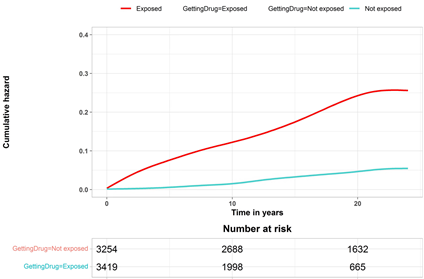 Exposed GettingDrug=Exposed GettingDrug=Not exposed Not exposed
Cumulative hazard
0.4
0.3
0.2
0.1
0.0
0 10 20
Time in years
Number at risk
GettingDrug=Not exposed 3254 2688 1632
GettingDrug=Exposed 3419 1998 665